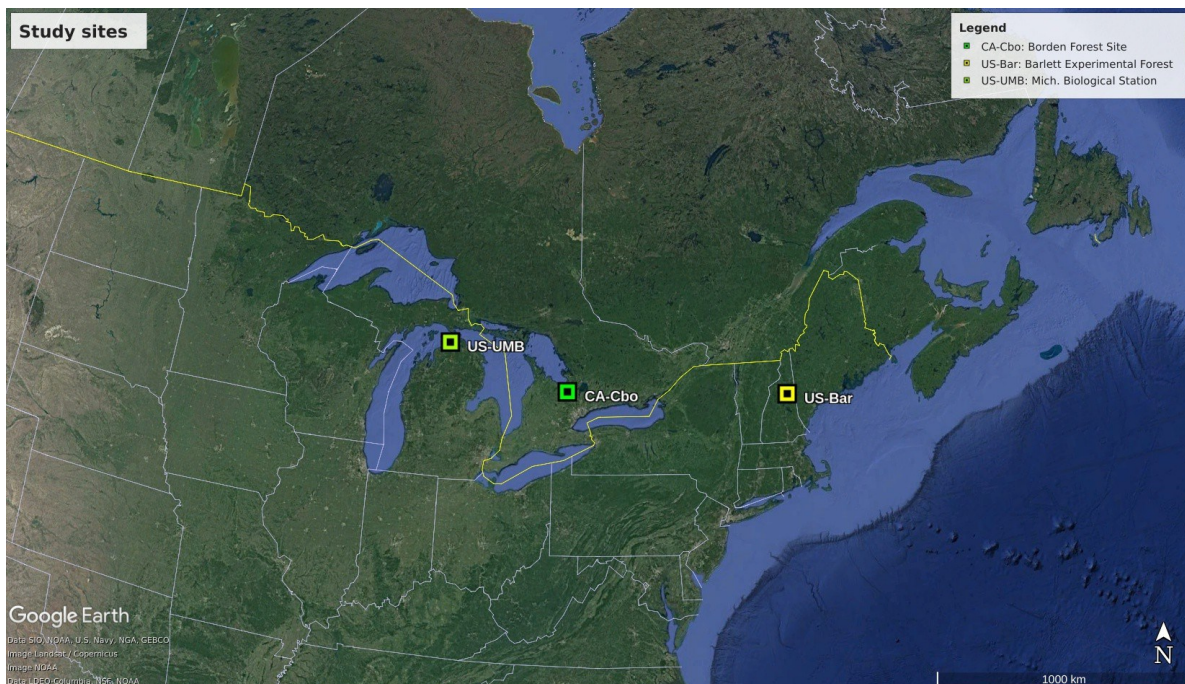 Study sites
Legend
CA-Cbo: Borden Forest Site
US-Bar: Barlett Experimental Forest
US-UMB: Mich. Biological Station
US-UMB
CA-Cbo
US-Bar
Google Earth
Data SIO, NOAA, U.S. Navy, NGA, GEBCO
Image Landsat / Copernicus
Image NOAA
Data LDEO-Columbia, NSF, NOAA
N
1000 km